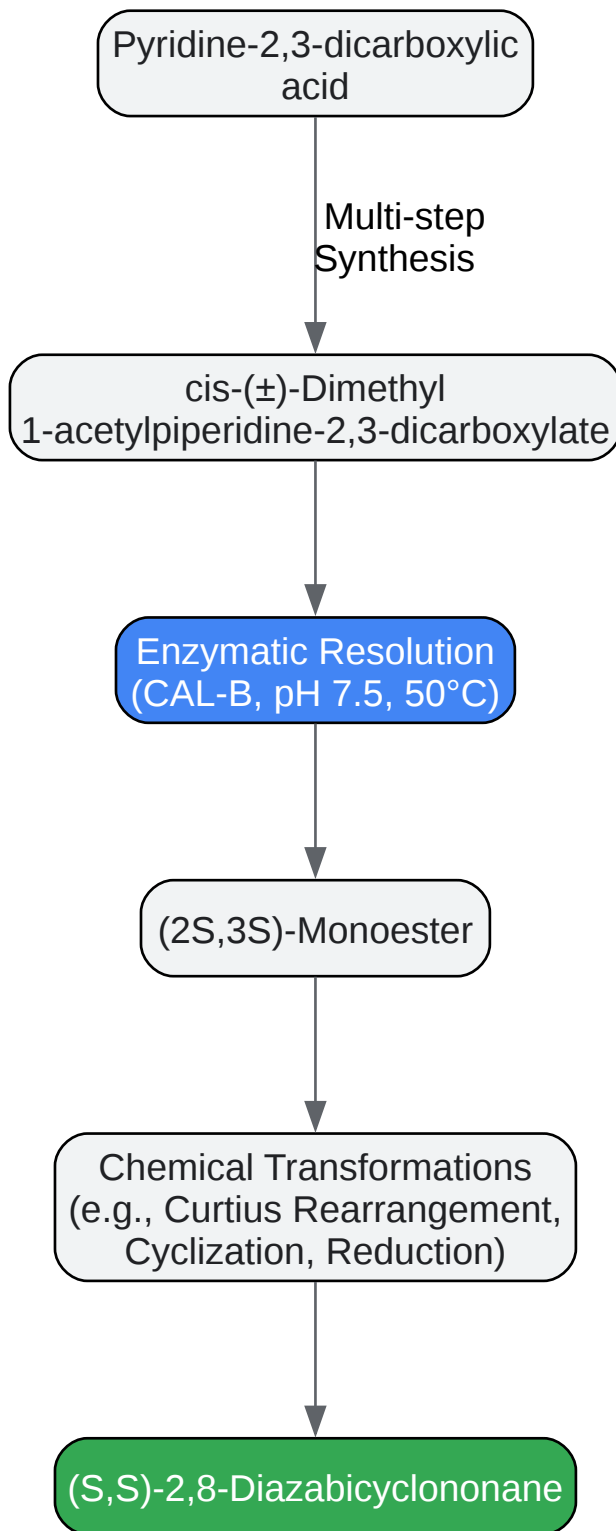 Pyridine-2,3-dicarboxylic
acid
Multi-step
Synthesis
cis-(±)-Dimethyl
1-acetylpiperidine-2,3-dicarboxylate
Enzymatic Resolution
(CAL-B, pH 7.5, 50°C)
(2S,3S)-Monoester
Chemical Transformations
(e.g., Curtius Rearrangement,
Cyclization, Reduction)
(S,S)-2,8-Diazabicyclononane